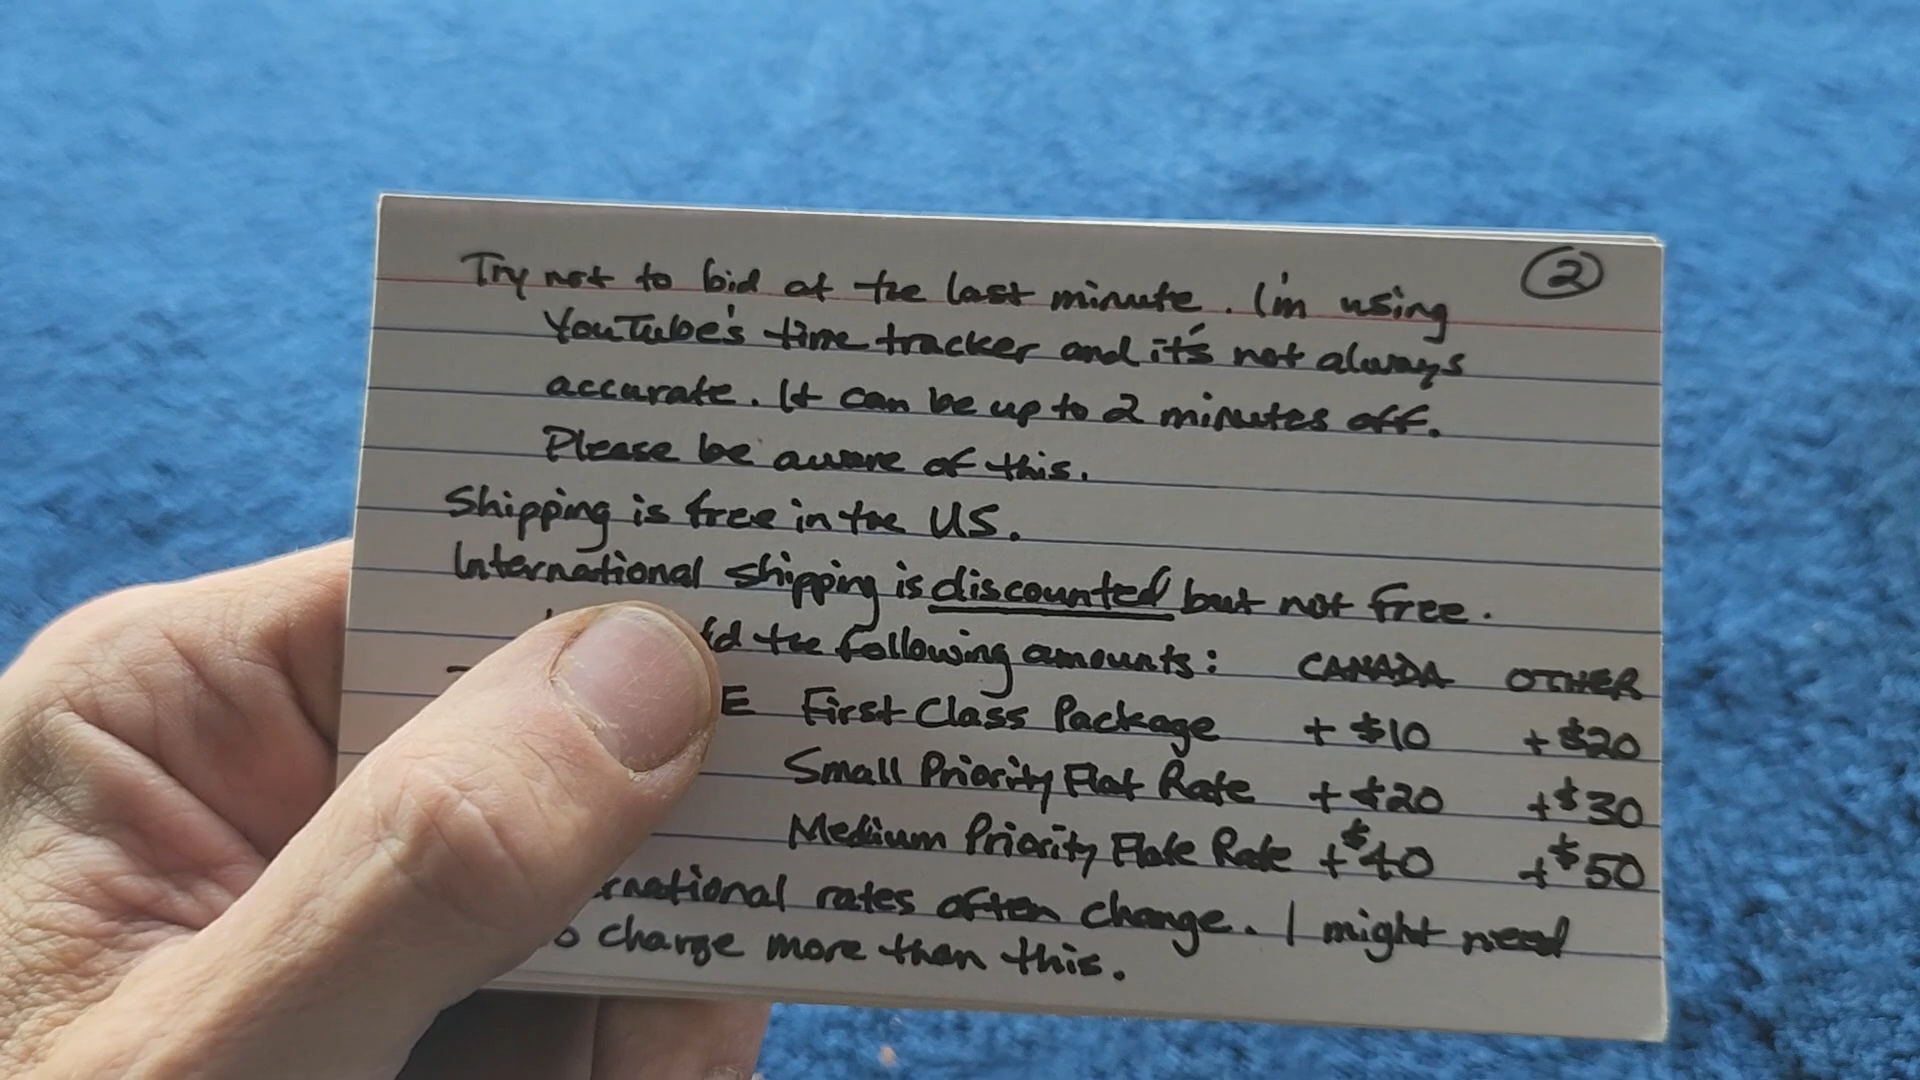 Try not to bid at the last minute. I'm using
②
YouTube's time tracker and it's not always
accurate. It can be up to 2 minutes off.
Please be aware of this.
Shipping is free in the US.
International shipping is discounted but not free.
the following amounts: CANADA OTHER
First Class Package +$10 +$20
Small Priority Flat Rate +$20 +$30
Medium Priority Flate Rate +$40 +$50
rates often change. I might need
charge more than this.